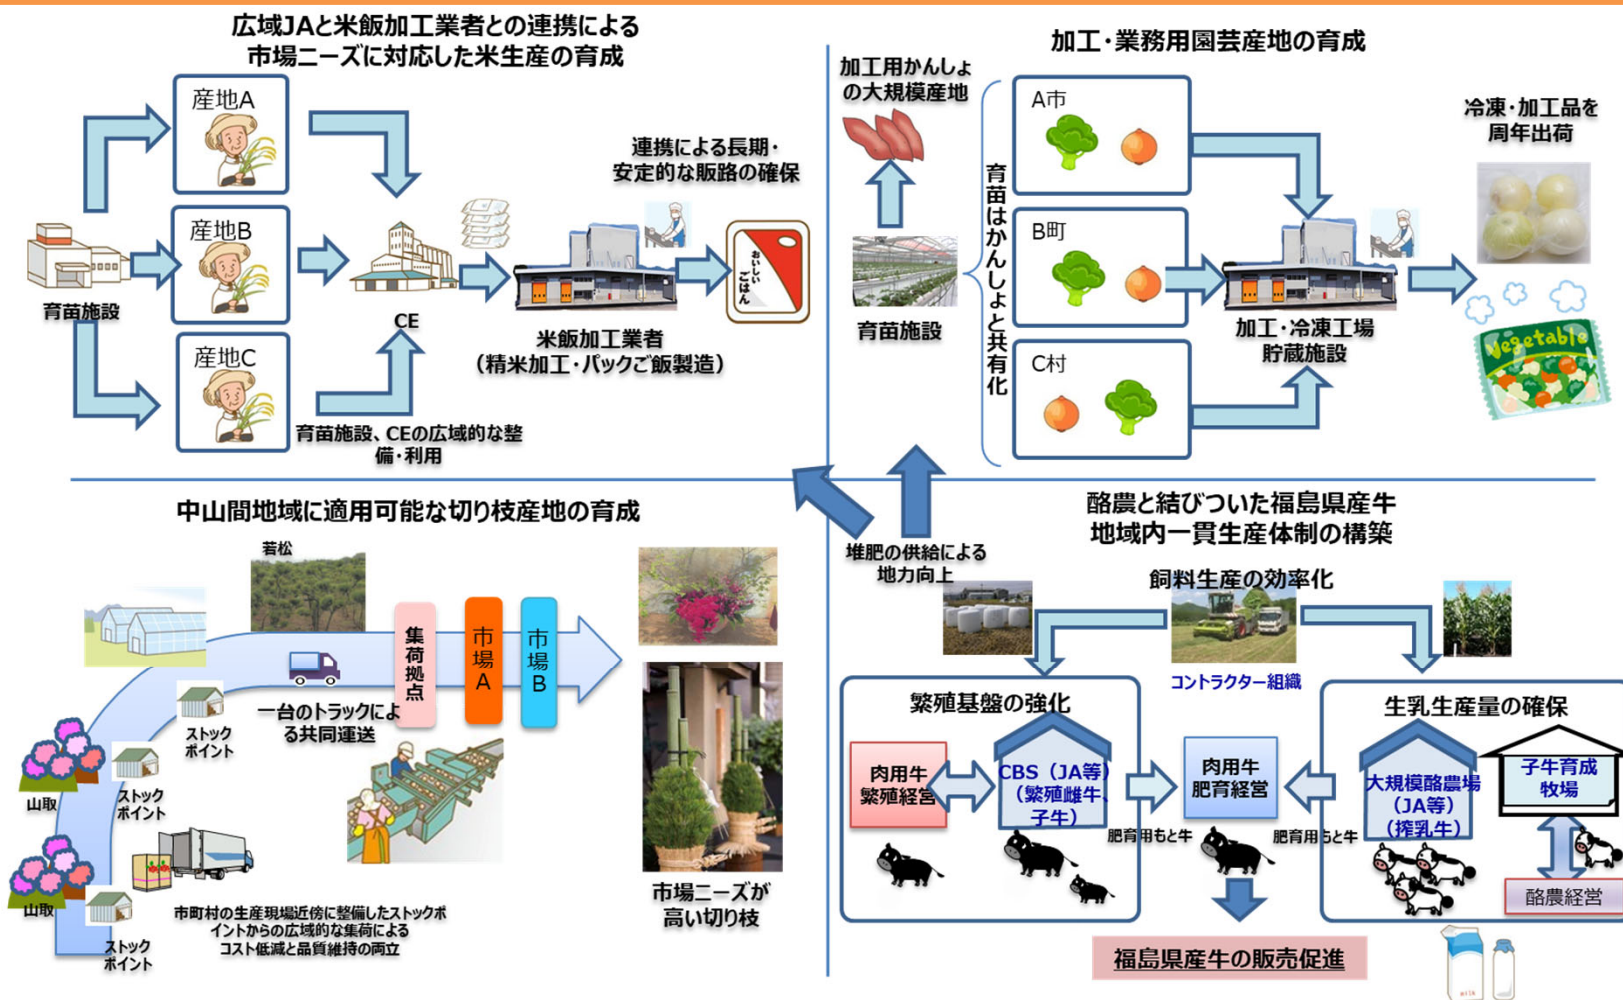 広域JAと米飯加工業者との連携による
市場ニーズに対応した米生産の育成
産地A
産地B
産地C
育苗施設
CE
育苗施設、CEの広域的な整
備・利用
米飯加工業者
（精米加工・パックご飯製造）
連携による長期・
安定的な販路の確保
おいしい
ごはん
加工・業務用園芸産地の育成
加工用かんしょ
の大規模産地
育苗施設
育苗はかんしょと共有化
A市
B町
C村
加工・冷凍工場
貯蔵施設
冷凍・加工品を
周年出荷
Vegetable
中山間地域に適用可能な切り枝産地の育成
若松
集荷拠点
市場A
市場B
一台のトラックによ
る共同運送
ストック
ポイント
ストック
ポイント
ストック
ポイント
山取
山取
市町村の生産現場近傍に整備したストックポ
イントからの広域的な集荷による
コスト低減と品質維持の両立
市場ニーズが
高い切り枝
酪農と結びついた福島県産牛
地域内一貫生産体制の構築
堆肥の供給による
地力向上
飼料生産の効率化
コントラクター組織
繁殖基盤の強化
肉用牛
繁殖経営
CBS（JA等）
（繁殖雌牛、
子牛）
肥育用もと牛
肉用牛
肥育経営
肥育用もと牛
生乳生産量の確保
大規模酪農場
（JA等）
（搾乳牛）
子牛育成
牧場
酪農経営
福島県産牛の販売促進
milk